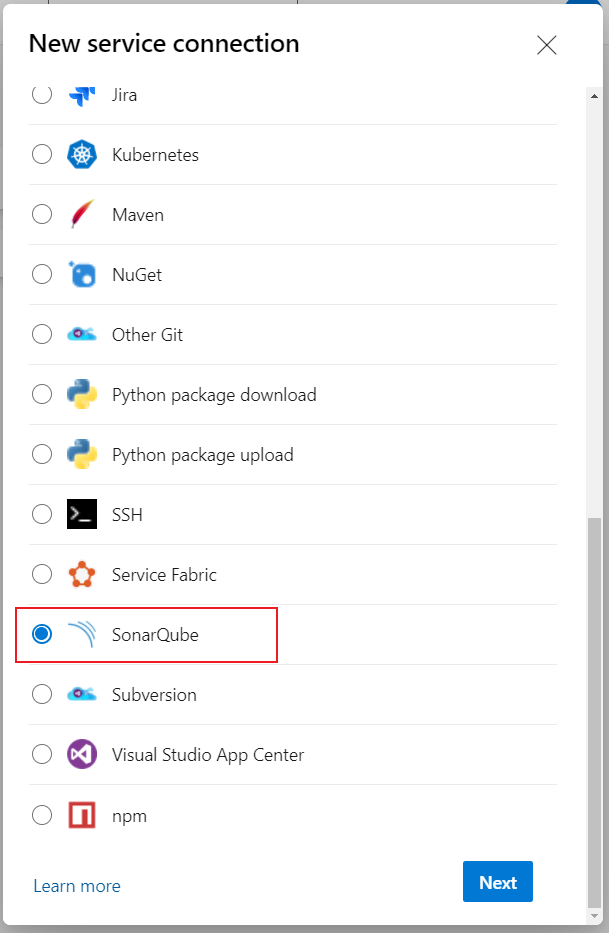 New service connection
Jira
Kubernetes
Maven
NuGet
Other Git
Python package download
Python package upload
SSH
Service Fabric
SonarQube
Subversion
Visual Studio App Center
npm
Learn more
Next